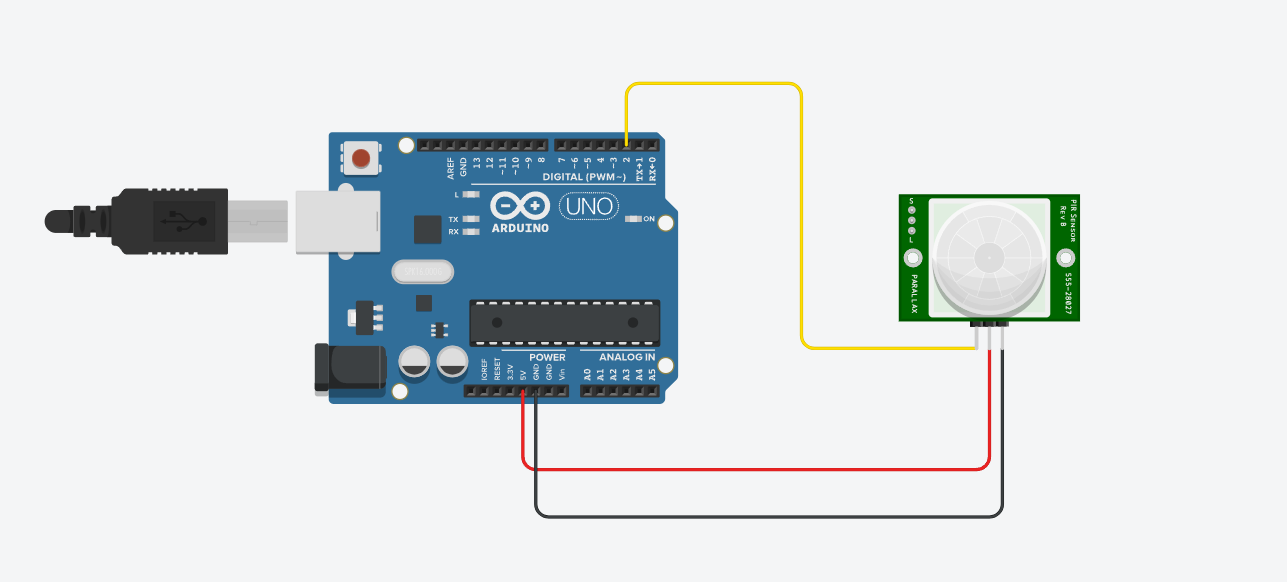 AREF
GND
13
12
~11
~10
~9
8
7
~6
~5
4
~3
2
TX→1
RX←0
DIGITAL (PWM~)
L
TX
RX
UNO
ON
ARDUINO
POWER
ANALOG IN
IOREF
RESET
3.3V
5V
GND
GND
Vin
A0
A1
A2
A3
A4
A5
S
L
PARALLAX
PIR SENSOR
REV B
555-28027